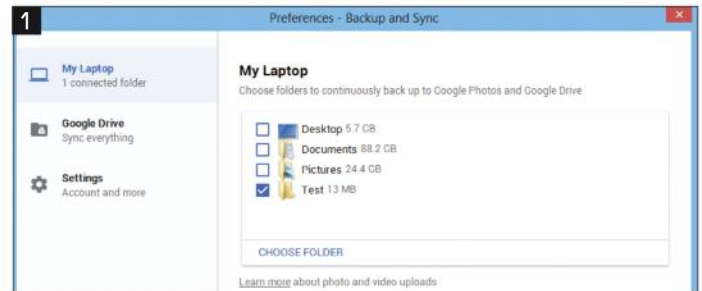 1
Preferences - Backup and Sync
My Laptop
1 connected folder
Google Drive
Sync everything
Settings
Account and more
My Laptop
Choose folders to continuously back up to Google Photos and Google Drive
Desktop 5.7 GB
Documents 88.2 GB
Pictures 24.4 GB
Test 13 MB
CHOOSE FOLDER
Learn more about photo and video uploads